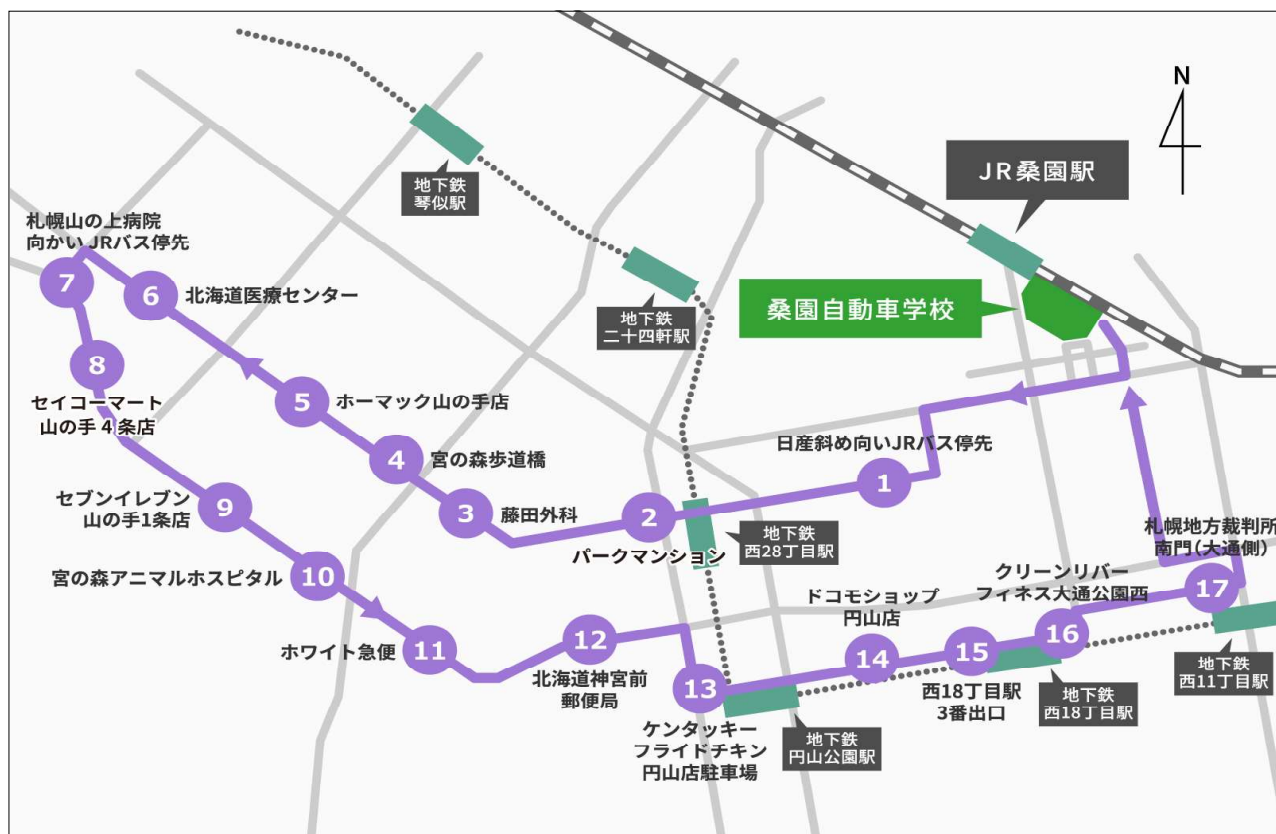 N
JR桑園駅
地下鉄
琴似駅
札幌山の上病院
向かいJRバス停先
7
6
北海道医療センター
地下鉄
二十四軒駅
桑園自動車学校
8
セイコーマート
山の手4条店
5
ホーマック山の手店
4
宮の森歩道橋
日産斜め向いJRバス停先
1
セブンイレブン
山の手1条店
9
3
藤田外科
2
パークマンション
地下鉄
西28丁目駅
札幌地方裁判所
南門(大通側)
17
宮の森アニマルホスピタル
10
クリーンリバー
フィネス大通公園西
16
ドコモショップ
円山店
14
15
西18丁目駅
3番出口
地下鉄
西18丁目駅
地下鉄
西11丁目駅
ホワイト急便
11
12
北海道神宮前
郵便局
13
ケンタッキー
フライドチキン
円山店駐車場
地下鉄
円山公園駅